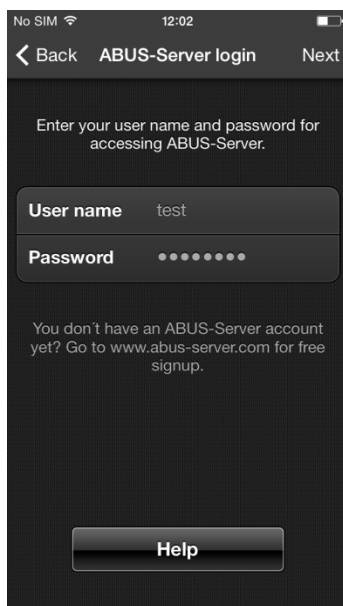 No SIM 12:02
Back ABUS-Server login Next
Enter your user name and password for
accessing ABUS-Server.
User name test
Password ••••••••
You don´t have an ABUS-Server account
yet? Go to www.abus-server.com for free
signup.
Help